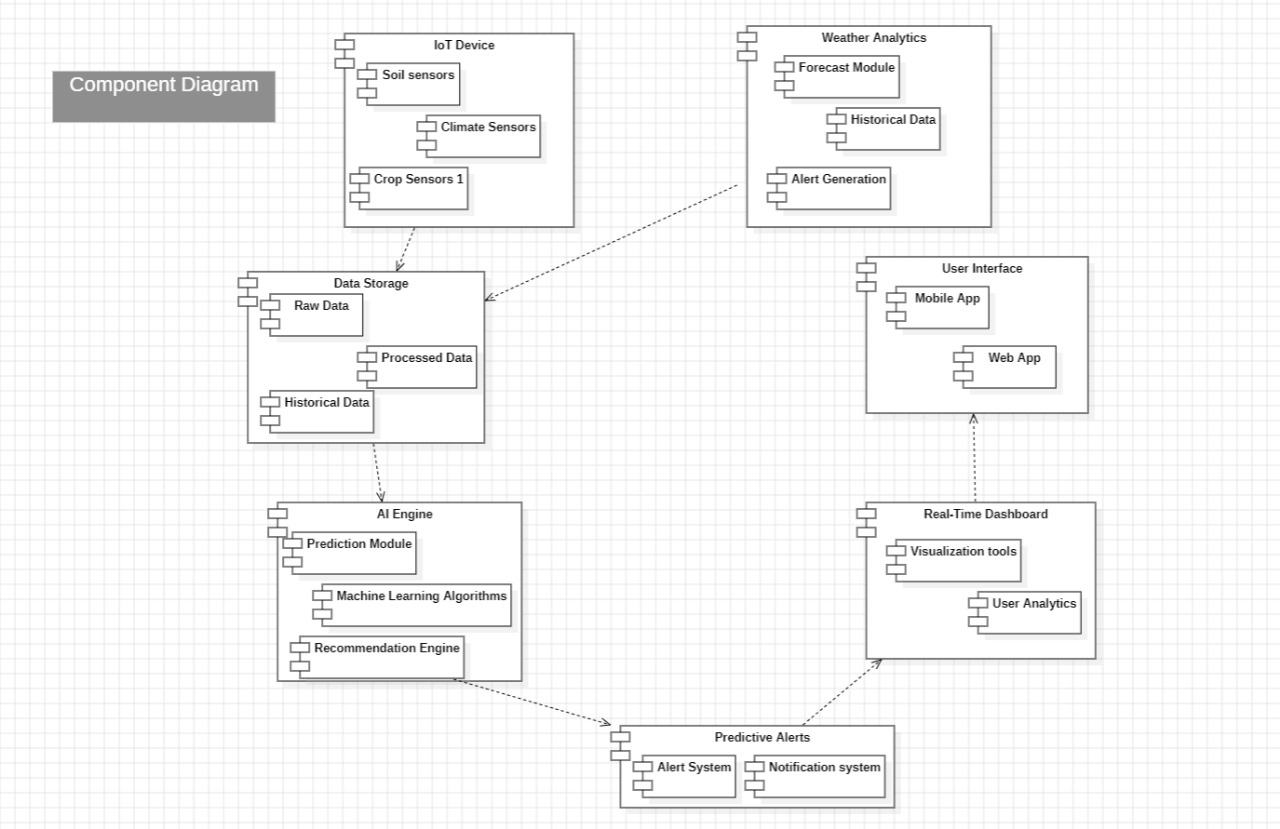 Component Diagram
IoT Device
Soil sensors
Climate Sensors
Crop Sensors 1
Weather Analytics
Forecast Module
Historical Data
Alert Generation
Data Storage
Raw Data
Processed Data
Historical Data
User Interface
Mobile App
Web App
AI Engine
Prediction Module
Machine Learning Algorithms
Recommendation Engine
Real-Time Dashboard
Visualization tools
User Analytics
Predictive Alerts
Alert System
Notification system